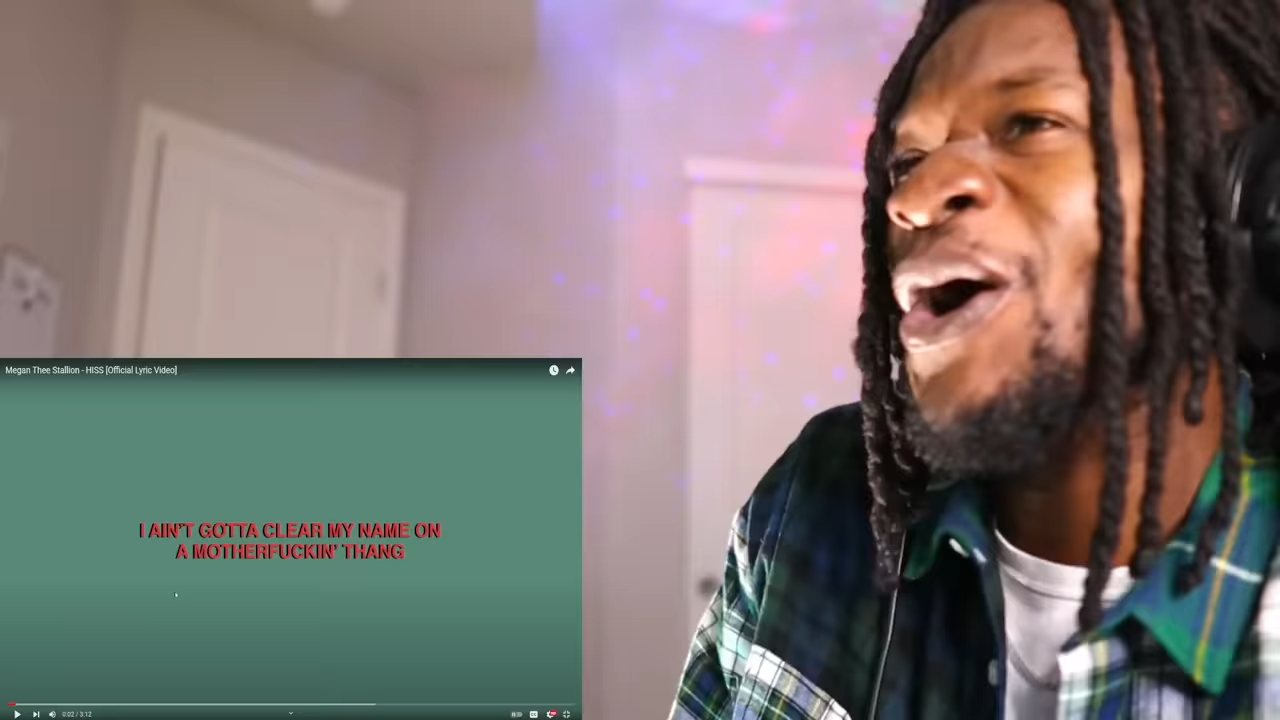 Megan Thee Stallion - HISS [Official Lyric Video]
I AIN'T GOTTA CLEAR MY NAME ON
A MOTHERFUCKIN' THANG
0:02 / 3:12